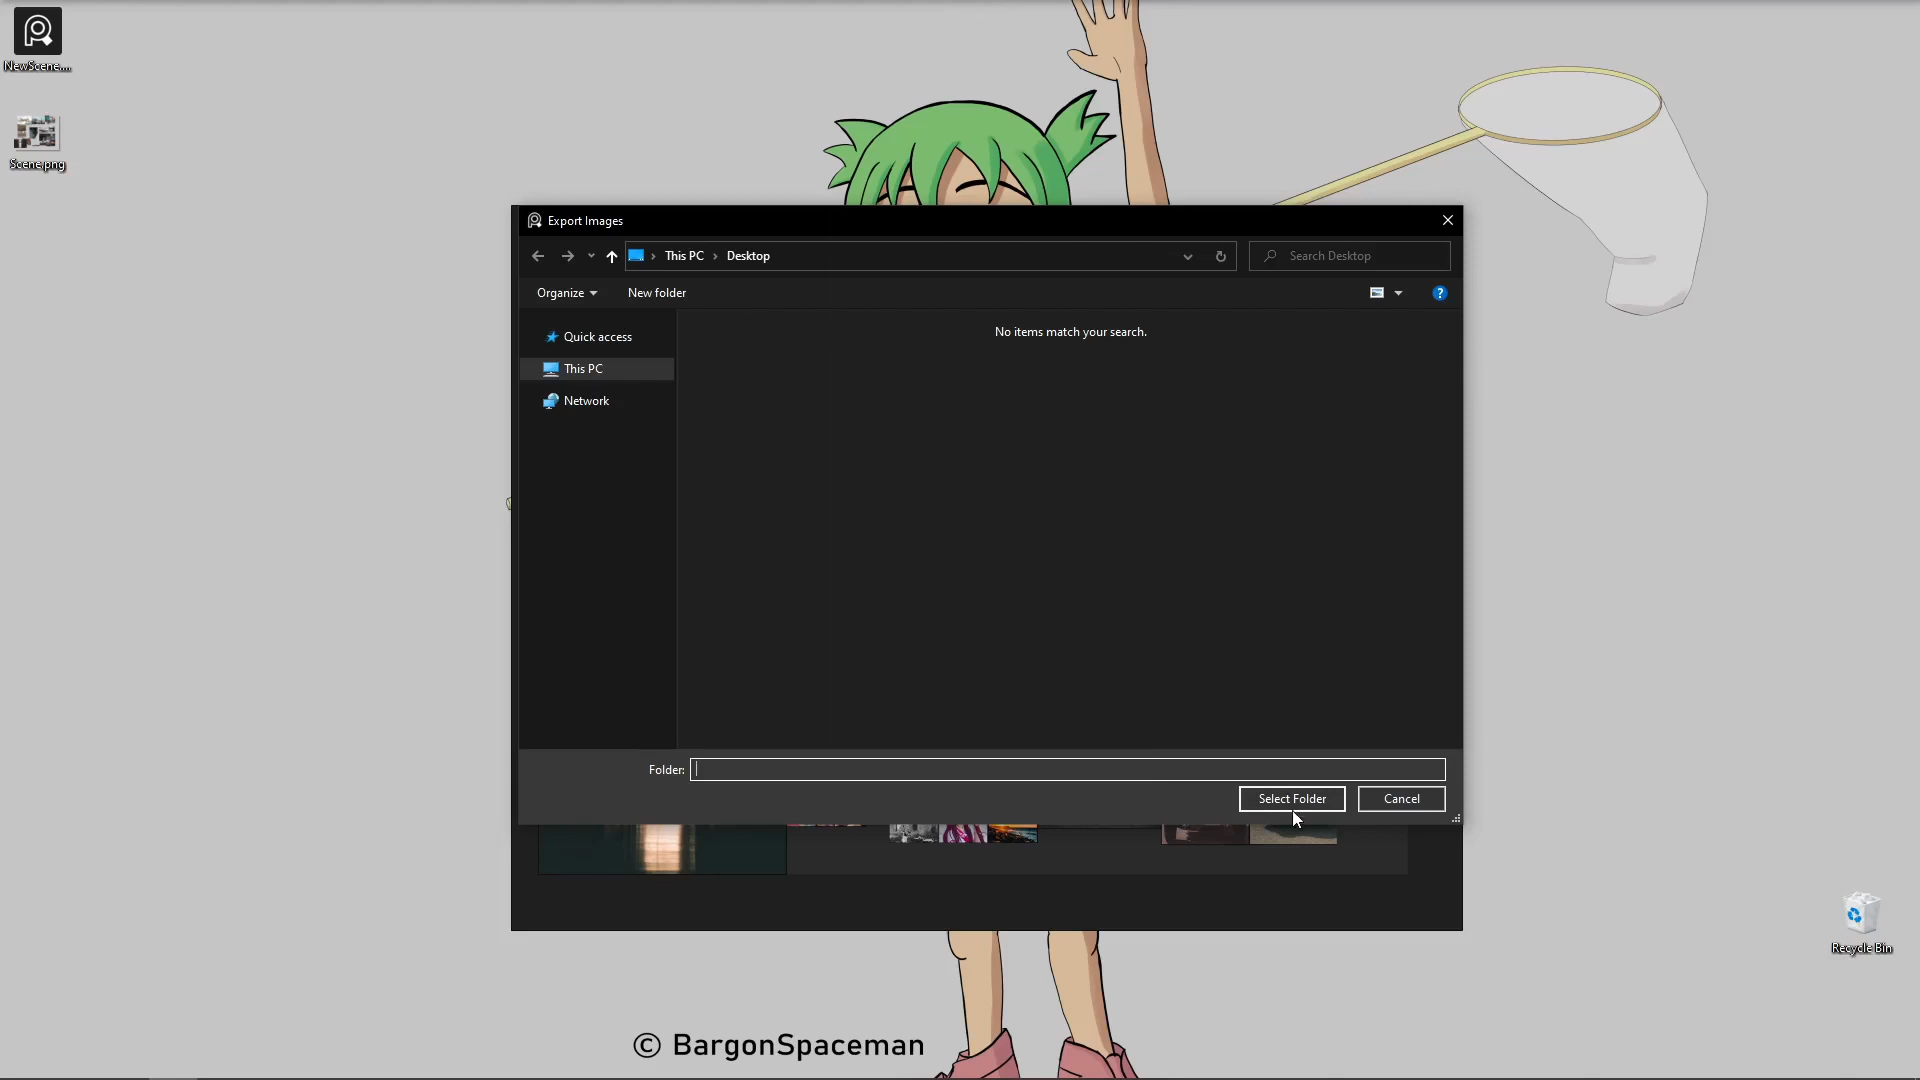 NewScene....
Scene.png
Export Images
This PC
Desktop
Search Desktop
Organize
New folder
?
No items match your search.
Quick access
This PC
Network
Folder:
Select Folder
Cancel
Recycle Bin
© BargonSpaceman